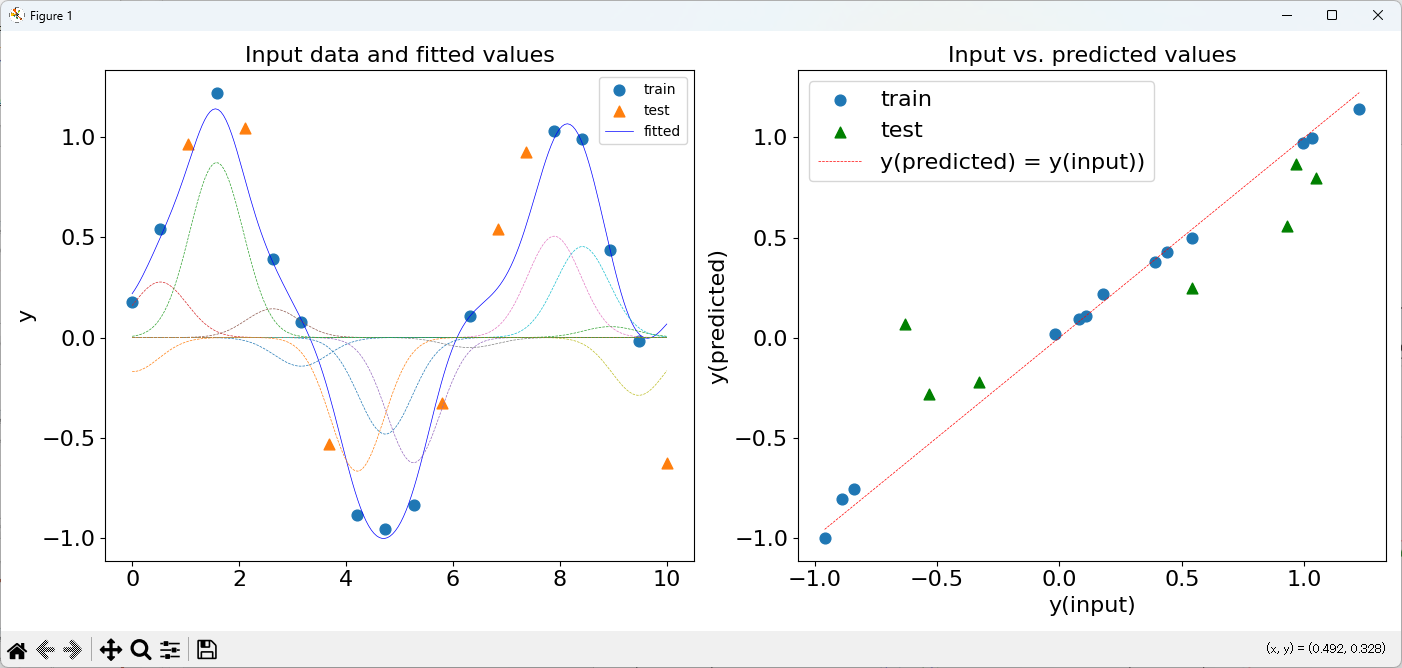 Figure 1
Input data and fitted values
train
test
fitted
y
1.0
0.5
0.0
−0.5
−1.0
0 2 4 6 8 10
Input vs. predicted values
train
test
y(predicted) = y(input))
y(predicted)
1.0
0.5
0.0
−0.5
−1.0
−1.0 −0.5 0.0 0.5 1.0
y(input)
(x, y) = (0.492, 0.328)